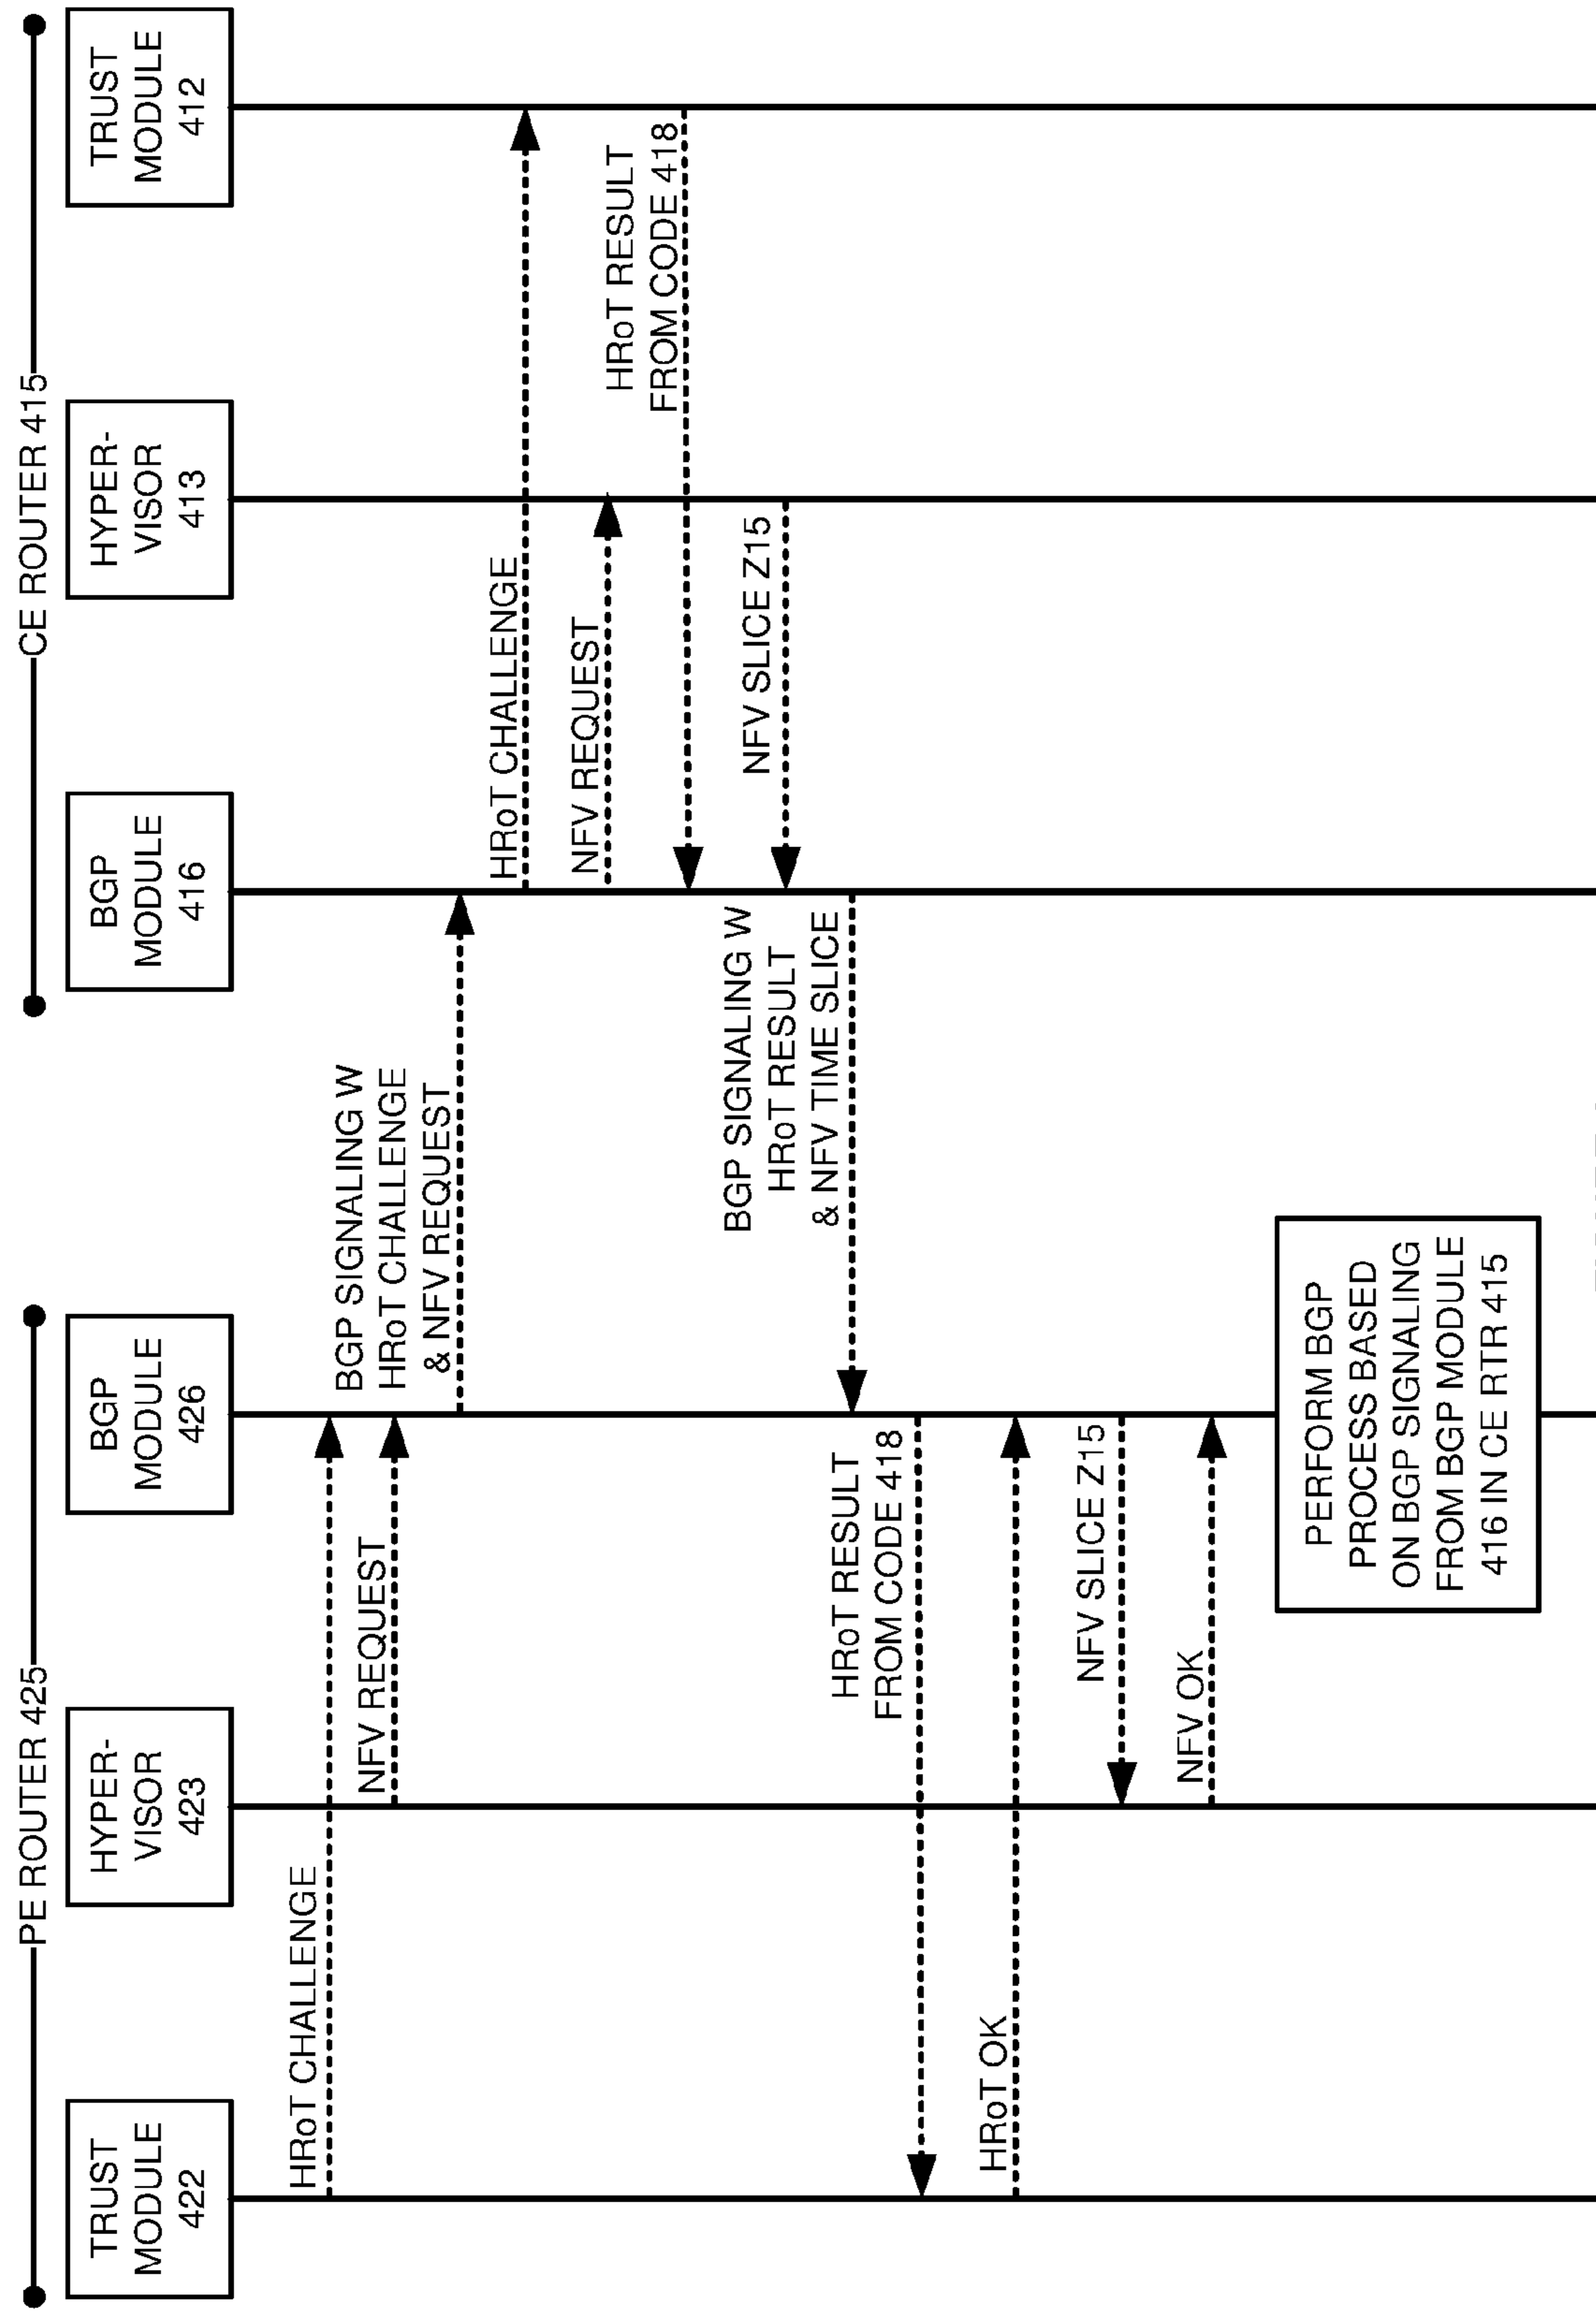 PE ROUTER 425
CE ROUTER 415
TRUST
MODULE
422
HYPER-
VISOR
423
BGP
MODULE
426
BGP
MODULE
416
HYPER-
VISOR
413
TRUST
MODULE
412
HRoT CHALLENGE
NFV REQUEST
BGP SIGNALING W
HRoT CHALLENGE
& NFV REQUEST
HRoT CHALLENGE
NFV REQUEST
HRoT RESULT
FROM CODE 418
NFV SLICE Z15
BGP SIGNALING W
HRoT RESULT
& NFV TIME SLICE
HRoT RESULT
FROM CODE 418
HRoT OK
NFV SLICE Z15
NFV OK
PERFORM BGP
PROCESS BASED
ON BGP SIGNALING
FROM BGP MODULE
416 IN CE RTR 415